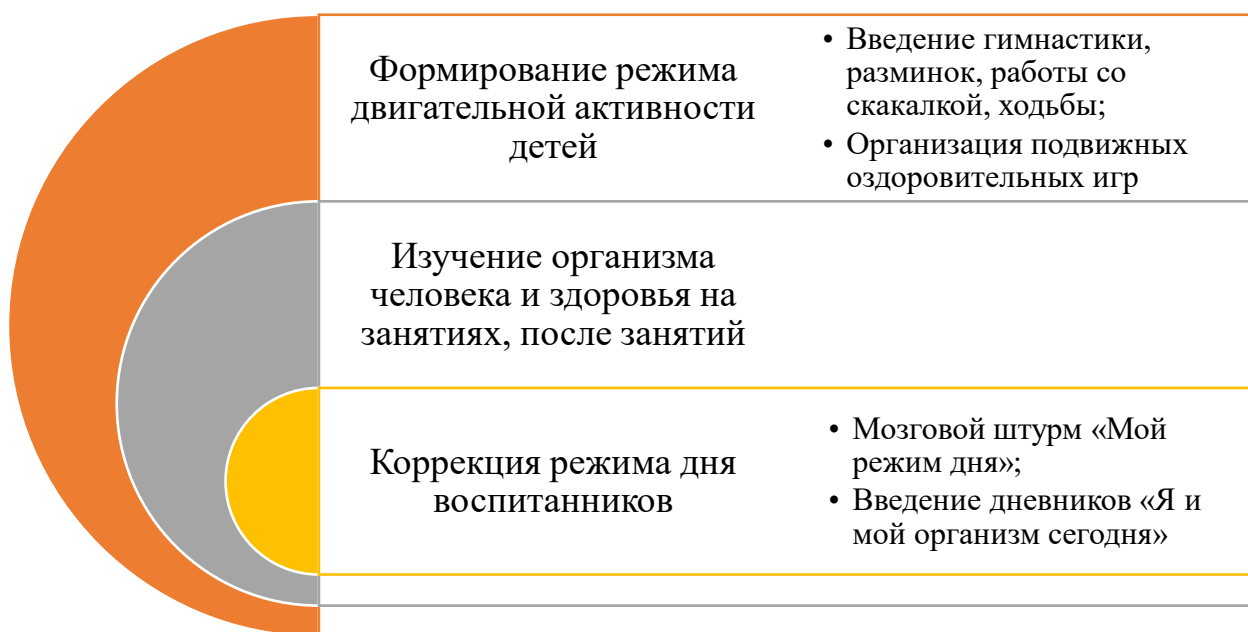 Формирование режима
двигательной активности
детей
• Введение гимнастики,
разминок, работы со
скакалкой, ходьбы;
• Организация подвижных
оздоровительных игр
Изучение организма
человека и здоровья на
занятиях, после занятий
Коррекция режима дня
воспитанников
• Мозговой штурм «Мой
режим дня»;
• Введение дневников «Я и
мой организм сегодня»